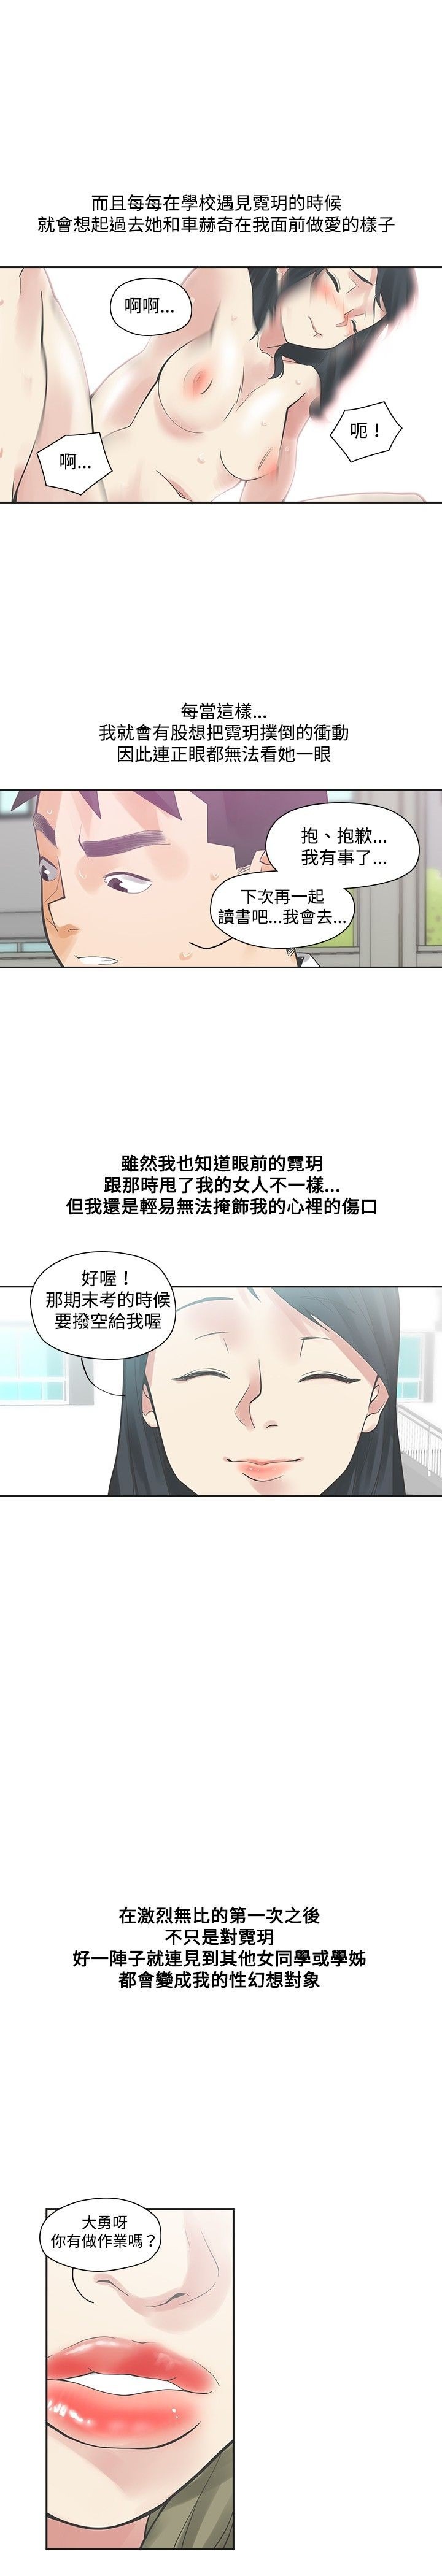 而且每每在學校遇見霓玥的時候
就會想起過去她和車赫奇在我面前做愛的樣子
啊啊...
呃！
啊...
每當這樣...
我就會有股想把霓玥撲倒的衝動
因此連正眼都無法看她一眼
抱、抱歉...
我有事了...
下次再一起
讀書吧...我會去...
雖然我也知道眼前的霓玥
跟那時甩了我的女人不一樣...
但我還是輕易無法掩飾我的心裡的傷口
好喔！
那期末考的時候
要撥空給我喔
在激烈無比的第一次之後
不只是對霓玥
好一陣子就連見到其他女同學或學姊
都會變成我的性幻想對象
大勇呀
你有做作業嗎？